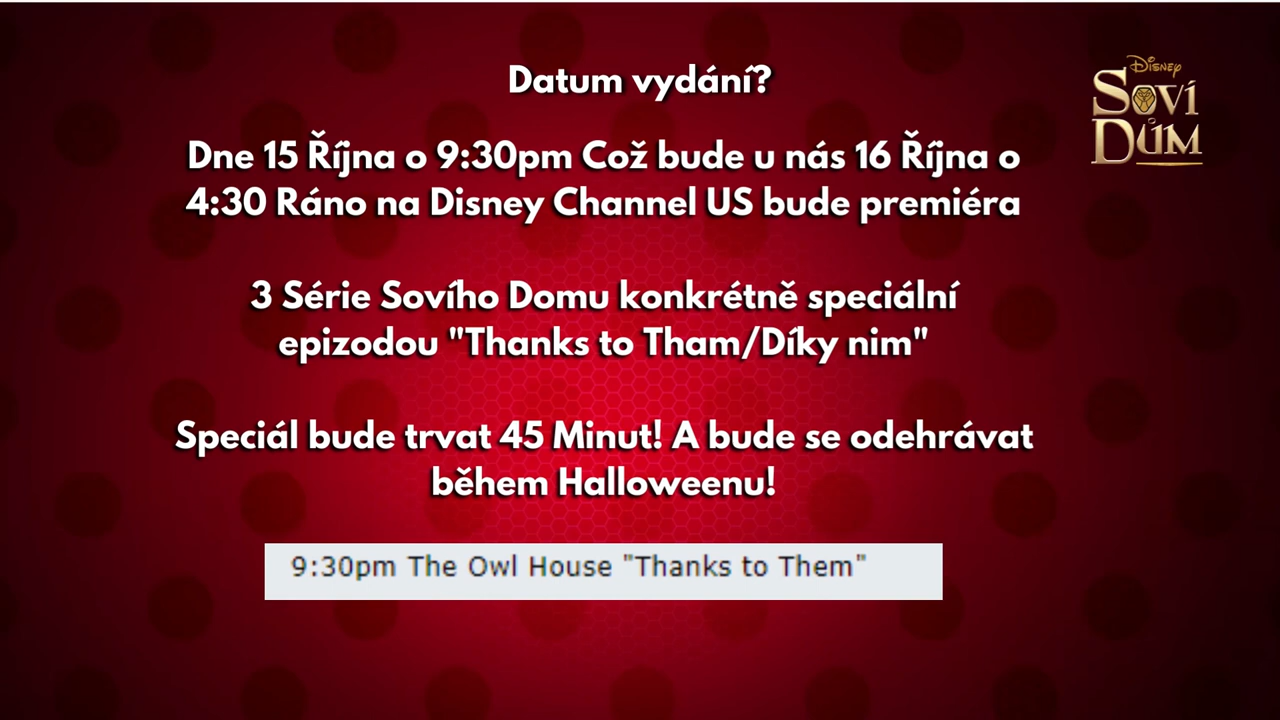 Datum vydání?
DISNEY
SOVÍ
DŮM
Dne 15 Října o 9:30pm Což bude u nás 16 Října o
4:30 Ráno na Disney Channel US bude premiéra
3 Série Sovího Domu konkrétně speciální
epizodou "Thanks to Tham/Díky nim"
Speciál bude trvat 45 Minut! A bude se odehrávat
během Halloweenu!
9:30pm The Owl House "Thanks to Them"